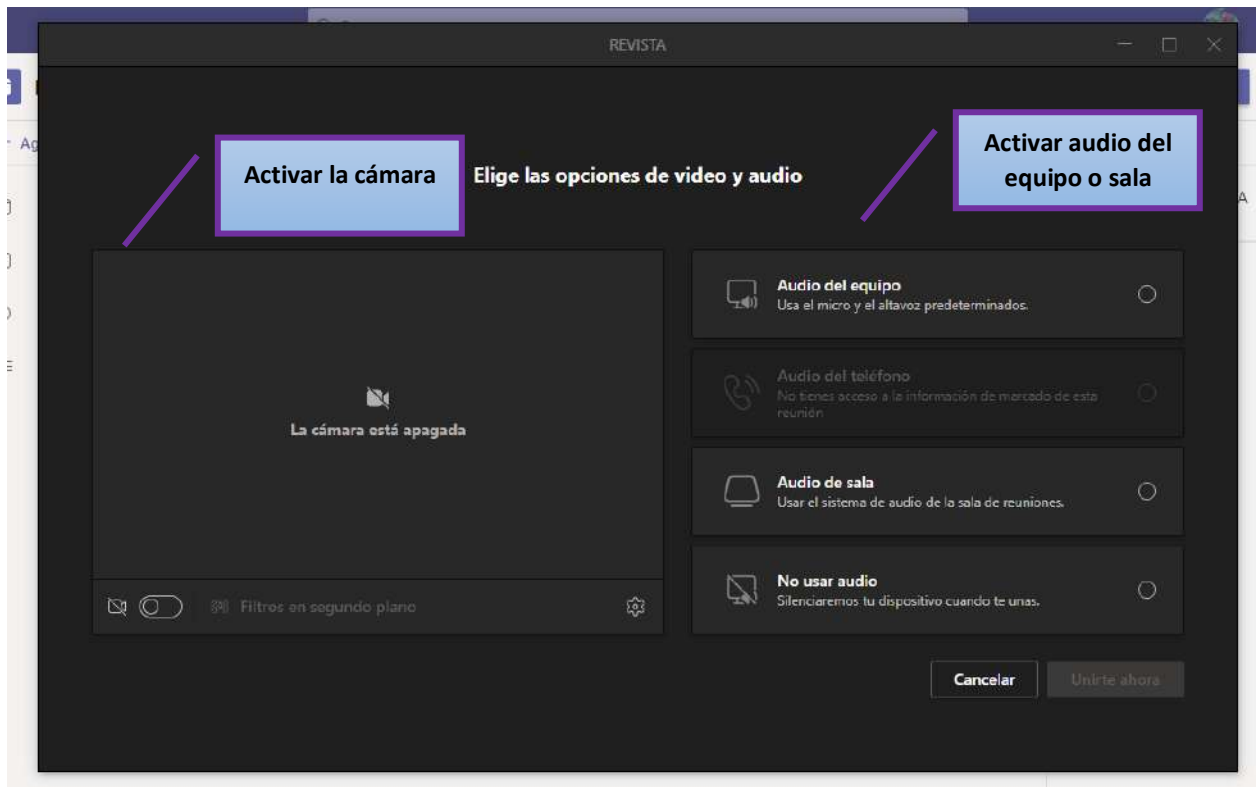 REVISTA
Activar la cámara
Activar audio del
equipo o sala
Elige las opciones de video y audio
La cámara está apagada
Filtros en segundo plano
Audio del equipo
Usa el micro y el altavoz predeterminados.
Audio del teléfono
No tienes acceso a la información de marcado de esta
reunión
Audio de sala
Usar el sistema de audio de la sala de reuniones.
No usar audio
Silenciaremos tu dispositivo cuando te unas.
Cancelar
Unirte ahora